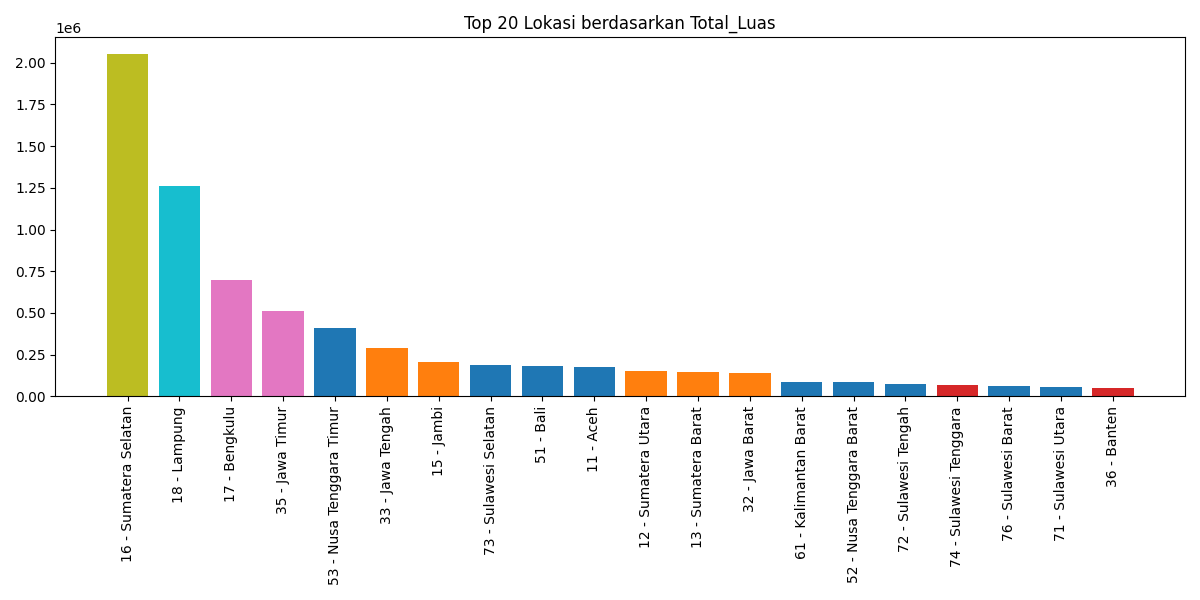 Top 20 Lokasi berdasarkan Total_Luas
1e6
2.00
1.75
1.50
1.25
1.00
0.75
0.50
0.25
0.00
16 - Sumatera Selatan
18 - Lampung
17 - Bengkulu
35 - Jawa Timur
53 - Nusa Tenggara Timur
33 - Jawa Tengah
15 - Jambi
73 - Sulawesi Selatan
51 - Bali
11 - Aceh
12 - Sumatera Utara
13 - Sumatera Barat
32 - Jawa Barat
61 - Kalimantan Barat
52 - Nusa Tenggara Barat
72 - Sulawesi Tengah
74 - Sulawesi Tenggara
76 - Sulawesi Barat
71 - Sulawesi Utara
36 - Banten